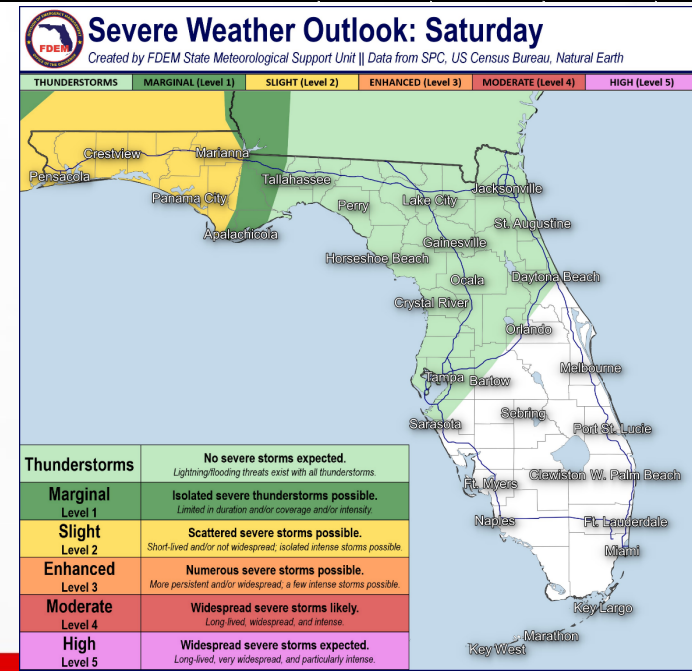 Severe Weather Outlook: Saturday
Created by FDEM State Meteorological Support Unit || Data from SPC, US Census Bureau, Natural Earth
FDEM
THUNDERSTORMS
MARGINAL (Level 1)
SLIGHT (Level 2)
ENHANCED (Level 3)
MODERATE (Level 4)
HIGH (Level 5)
Crestview
Marianna
Pensacola
Tallahassee
Jacksonville
Panama City
Perry
Lake City
St. Augustine
Apalachicola
Gainesville
Horseshoe Beach
Ocala
Daytona Beach
Crystal River
Orlando
Melbourne
Tampa
Bartow
Sebring
Sarasota
Port St. Lucie
Clewiston
W. Palm Beach
Ft. Myers
Naples
Ft. Lauderdale
Miami
Key Largo
Marathon
Key West
Thunderstorms
No severe storms expected.
Lightning/flooding threats exist with all thunderstorms.
Marginal
Level 1
Isolated severe thunderstorms possible.
Limited in duration and/or coverage and/or intensity.
Slight
Level 2
Scattered severe storms possible.
Short-lived and/or not widespread; isolated intense storms possible.
Enhanced
Level 3
Numerous severe storms possible.
More persistent and/or widespread; a few intense storms possible.
Moderate
Level 4
Widespread severe storms likely.
Long-lived, widespread, and intense.
High
Level 5
Widespread severe storms expected.
Long-lived, very widespread, and particularly intense.